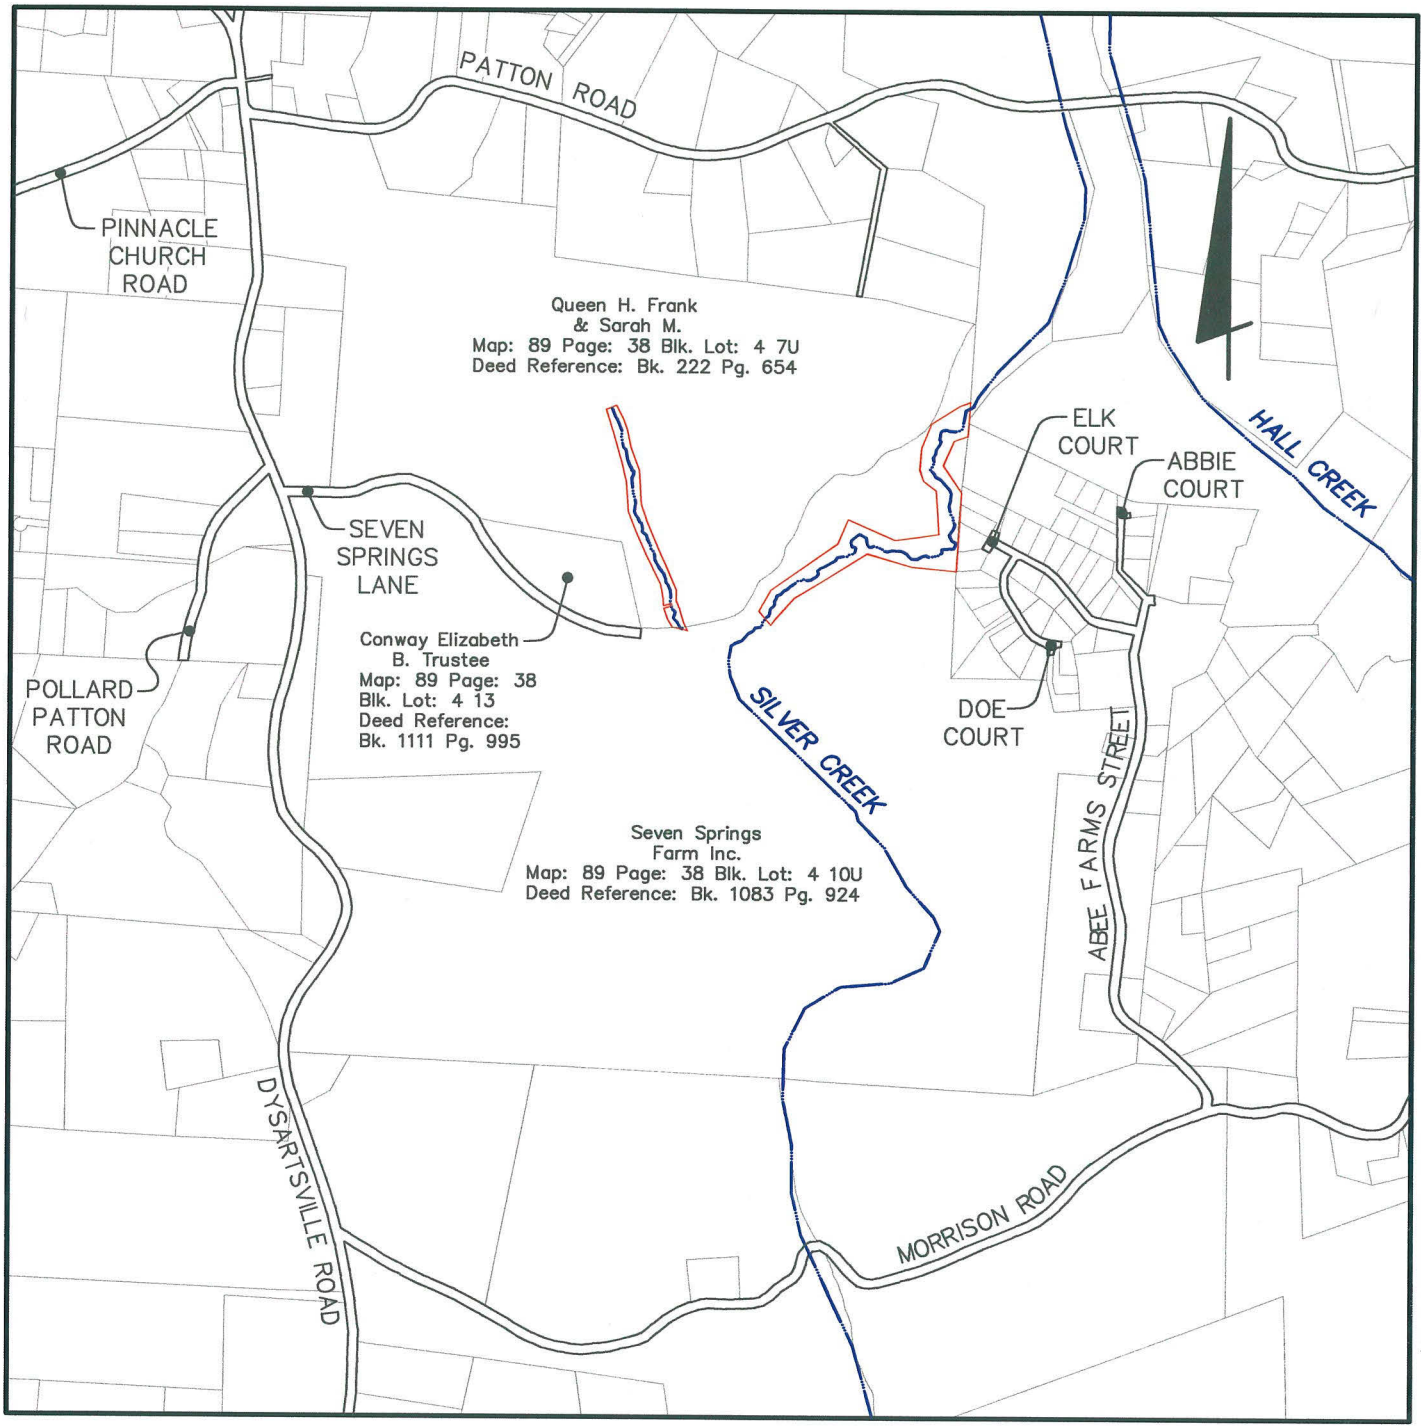 PATTON ROAD
PINNACLE
CHURCH
ROAD
Queen H. Frank
& Sarah M.
Map: 89 Page: 38 Blk. Lot: 4 7U
Deed Reference: Bk. 222 Pg. 654
ELK
COURT
HALL CREEK
ABBIE
COURT
SEVEN
SPRINGS
LANE
Conway Elizabeth
B. Trustee
Map: 89 Page: 38
Blk. Lot: 4 13
Deed Reference:
Bk. 1111 Pg. 995
POLLARD
PATTON
ROAD
DOE
COURT
SILVER CREEK
ABEE FARMS STREET
Seven Springs
Farm Inc.
Map: 89 Page: 38 Blk. Lot: 4 10U
Deed Reference: Bk. 1083 Pg. 924
DYSARTSVILLE ROAD
MORRISON ROAD